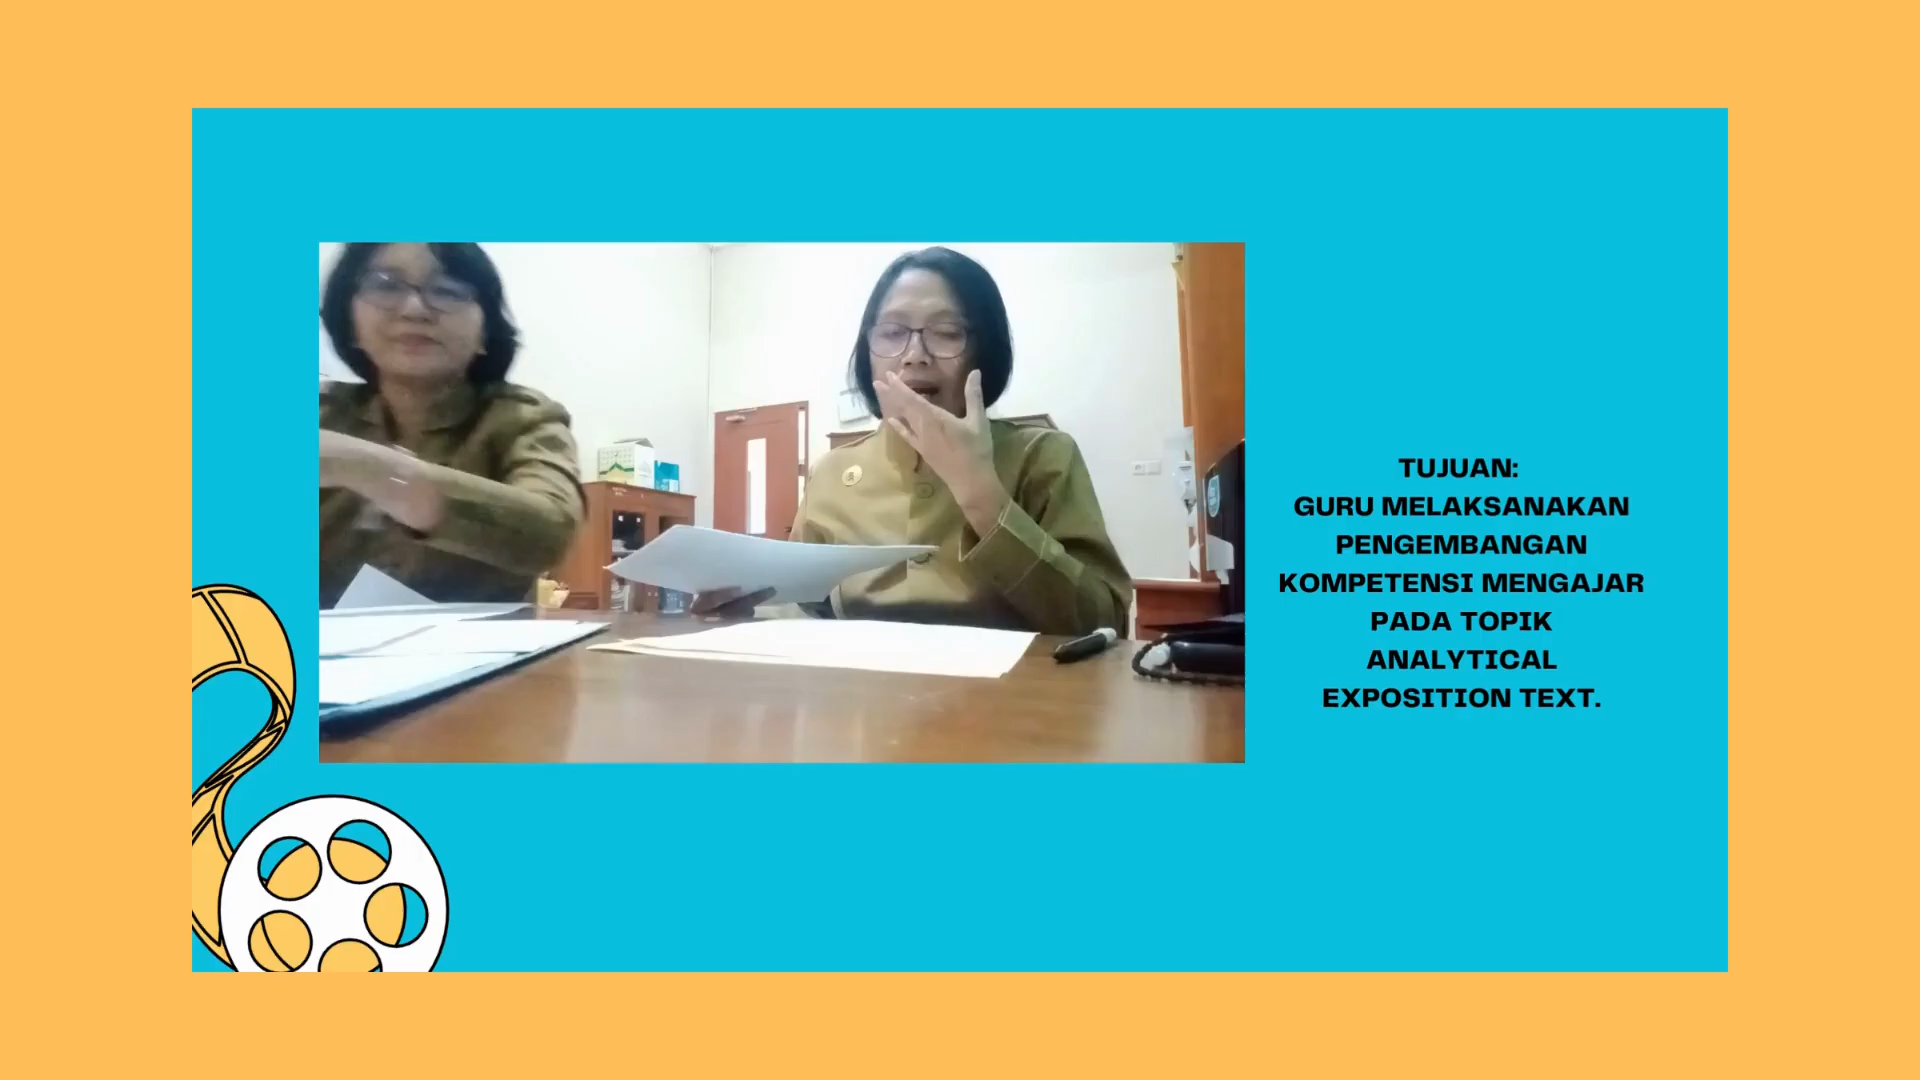 TUJUAN:
GURU MELAKSANAKAN
PENGEMBANGAN
KOMPETENSI MENGAJAR
PADA TOPIK
ANALYTICAL
EXPOSITION TEXT.